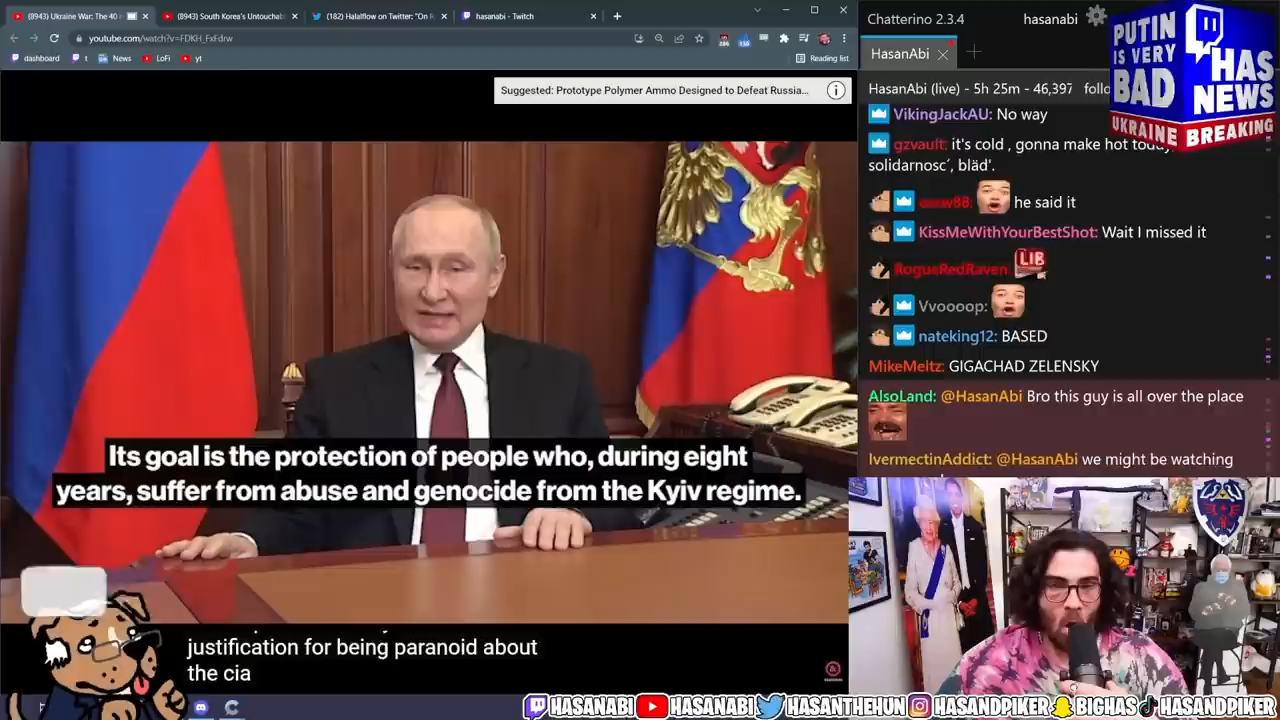 (8943) Ukraine War: The 40
(8943) South Korea's Untouchab
(182) Halalflow on Twitter: "On R
hasanabi - Twitch
youtube.com/watch?v=FDKH_FxFdrw
dashboard
t
News
LoFi
yt
Reading list
Suggested: Prototype Polymer Ammo Designed to Defeat Russia...
Its goal is the protection of people who, during eight
years, suffer from abuse and genocide from the Kyiv regime.
justification for being paranoid about
the cia
Chatterino 2.3.4
hasanabi
HasanAbi
HasanAbi (live) - 5h 25m - 46,397
follo
PUTIN
IS VERY
BAD
HAS
NEWS
UKRAINE BREAKING
VikingJackAU: No way
gzvault: it's cold , gonna make hot today,
solidarnosc´, bläd'.
he said it
KissMeWithYourBestShot: Wait I missed it
RogueRedRaven:
LIB
Vvoooop:
nateking12: BASED
MikeMeltz: GIGACHAD ZELENSKY
AlsoLand: @HasanAbi Bro this guy is all over the place
IvermectinAddict: @HasanAbi we might be watching
HASANABI
HASANABI
HASANTHEHUN
HASANDPIKER
BIGHAS
HASANDPIKER